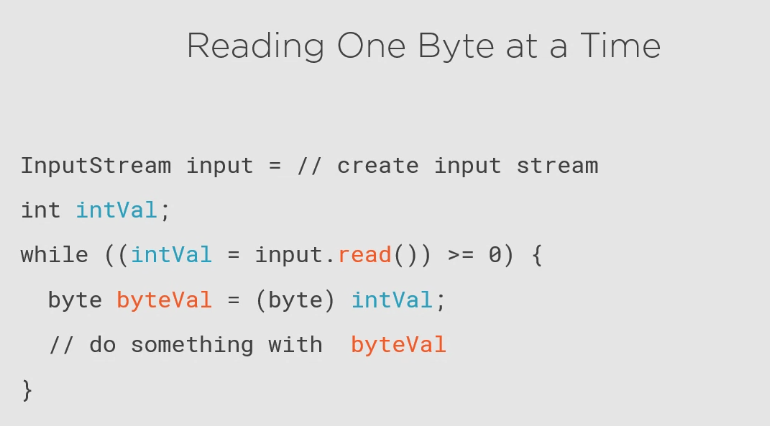 Reading One Byte at a Time
InputStream input = // create input stream
int intVal;
while ((intVal = input.read()) >= 0) {
  byte byteVal = (byte) intVal;
  // do something with  byteVal
}